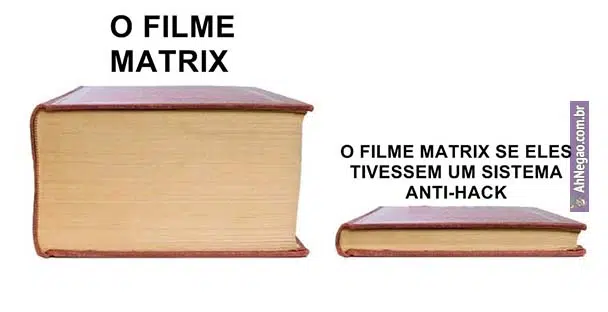 O FILME
MATRIX
O FILME MATRIX SE ELES
TIVESSEM UM SISTEMA
ANTI-HACK
AhNegao.com.br